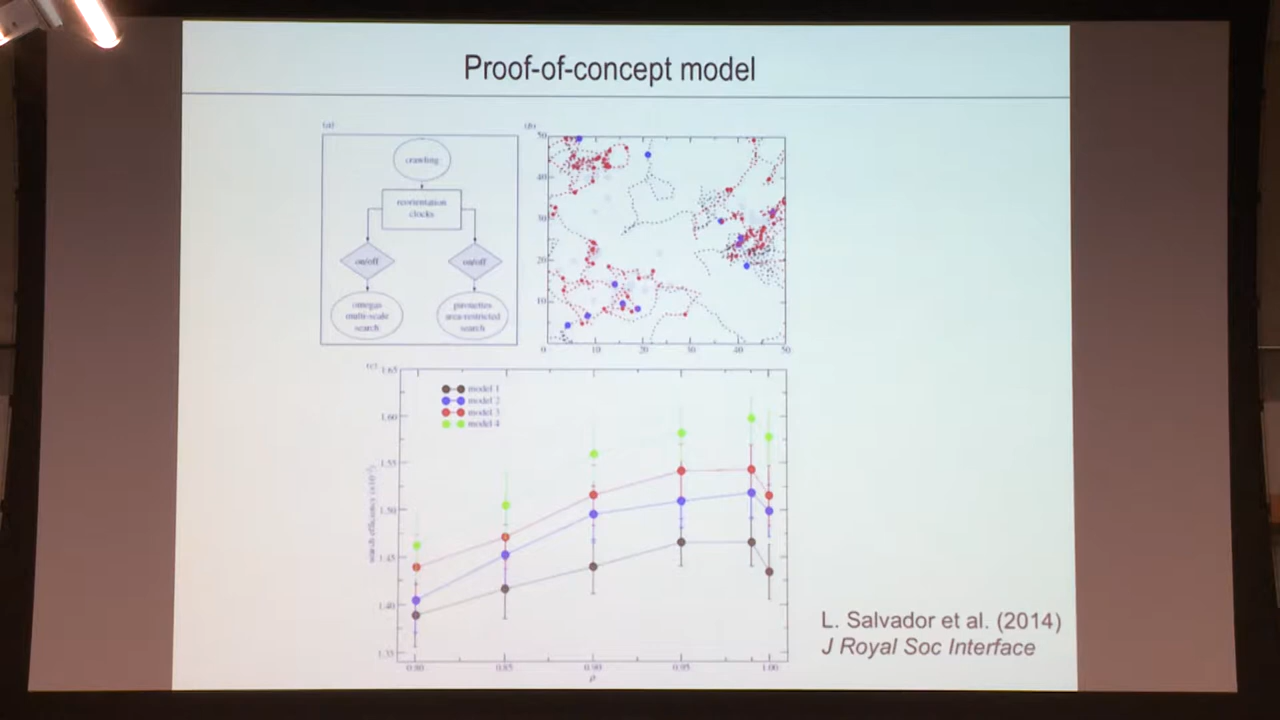 Proof-of-concept model
(a)
(b)
crawling
reorientation
clocks
on/off
on/off
omegas
multi-scale
search
pirouettes
area-restricted
search
50
40
30
20
10
0
10
20
30
40
50
(c)
1.65
1.60
1.55
1.50
1.45
1.40
1.35
search efficiency (x10⁻²)
model 1
model 2
model 3
model 4
0.80
0.85
0.90
0.95
1.00
ρ
L. Salvador et al. (2014)
J Royal Soc Interface